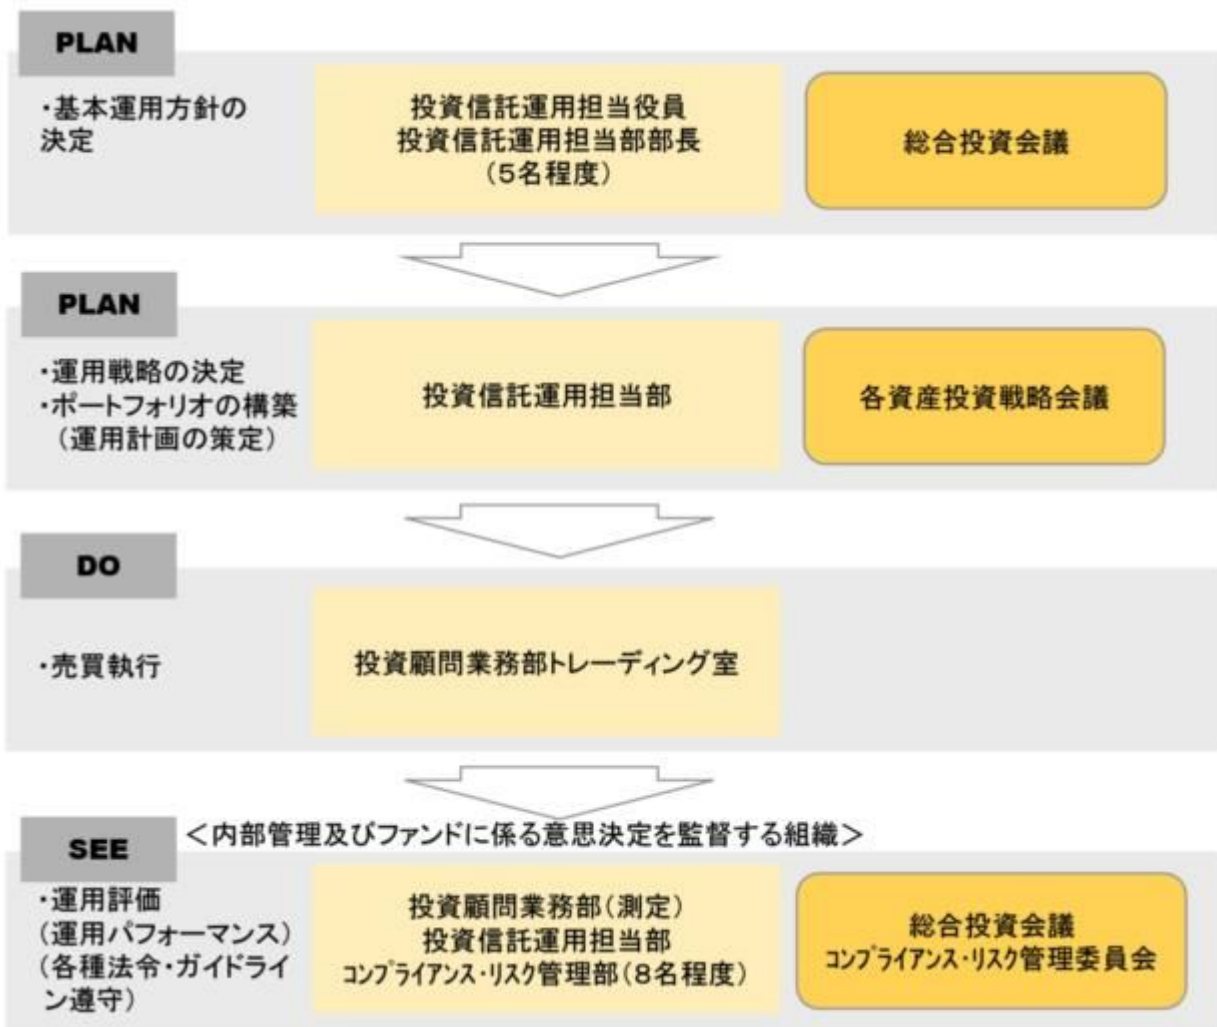 PLAN
・基本運用方針の
決定
投資信託運用担当役員
投資信託運用担当部部長
（5名程度）
総合投資会議
PLAN
・運用戦略の決定
・ポートフォリオの構築
（運用計画の策定）
投資信託運用担当部
各資産投資戦略会議
DO
・売買執行
投資顧問業務部トレーディング室
＜内部管理及びファンドに係る意思決定を監督する組織＞
SEE
・運用評価
（運用パフォーマンス）
（各種法令・ガイドライ
ン遵守）
投資顧問業務部（測定）
投資信託運用担当部
ｺﾝﾌﾟﾗｲｱﾝｽ・ﾘｽｸ管理部（8名程度）
総合投資会議
ｺﾝﾌﾟﾗｲｱﾝｽ・ﾘｽｸ管理委員会